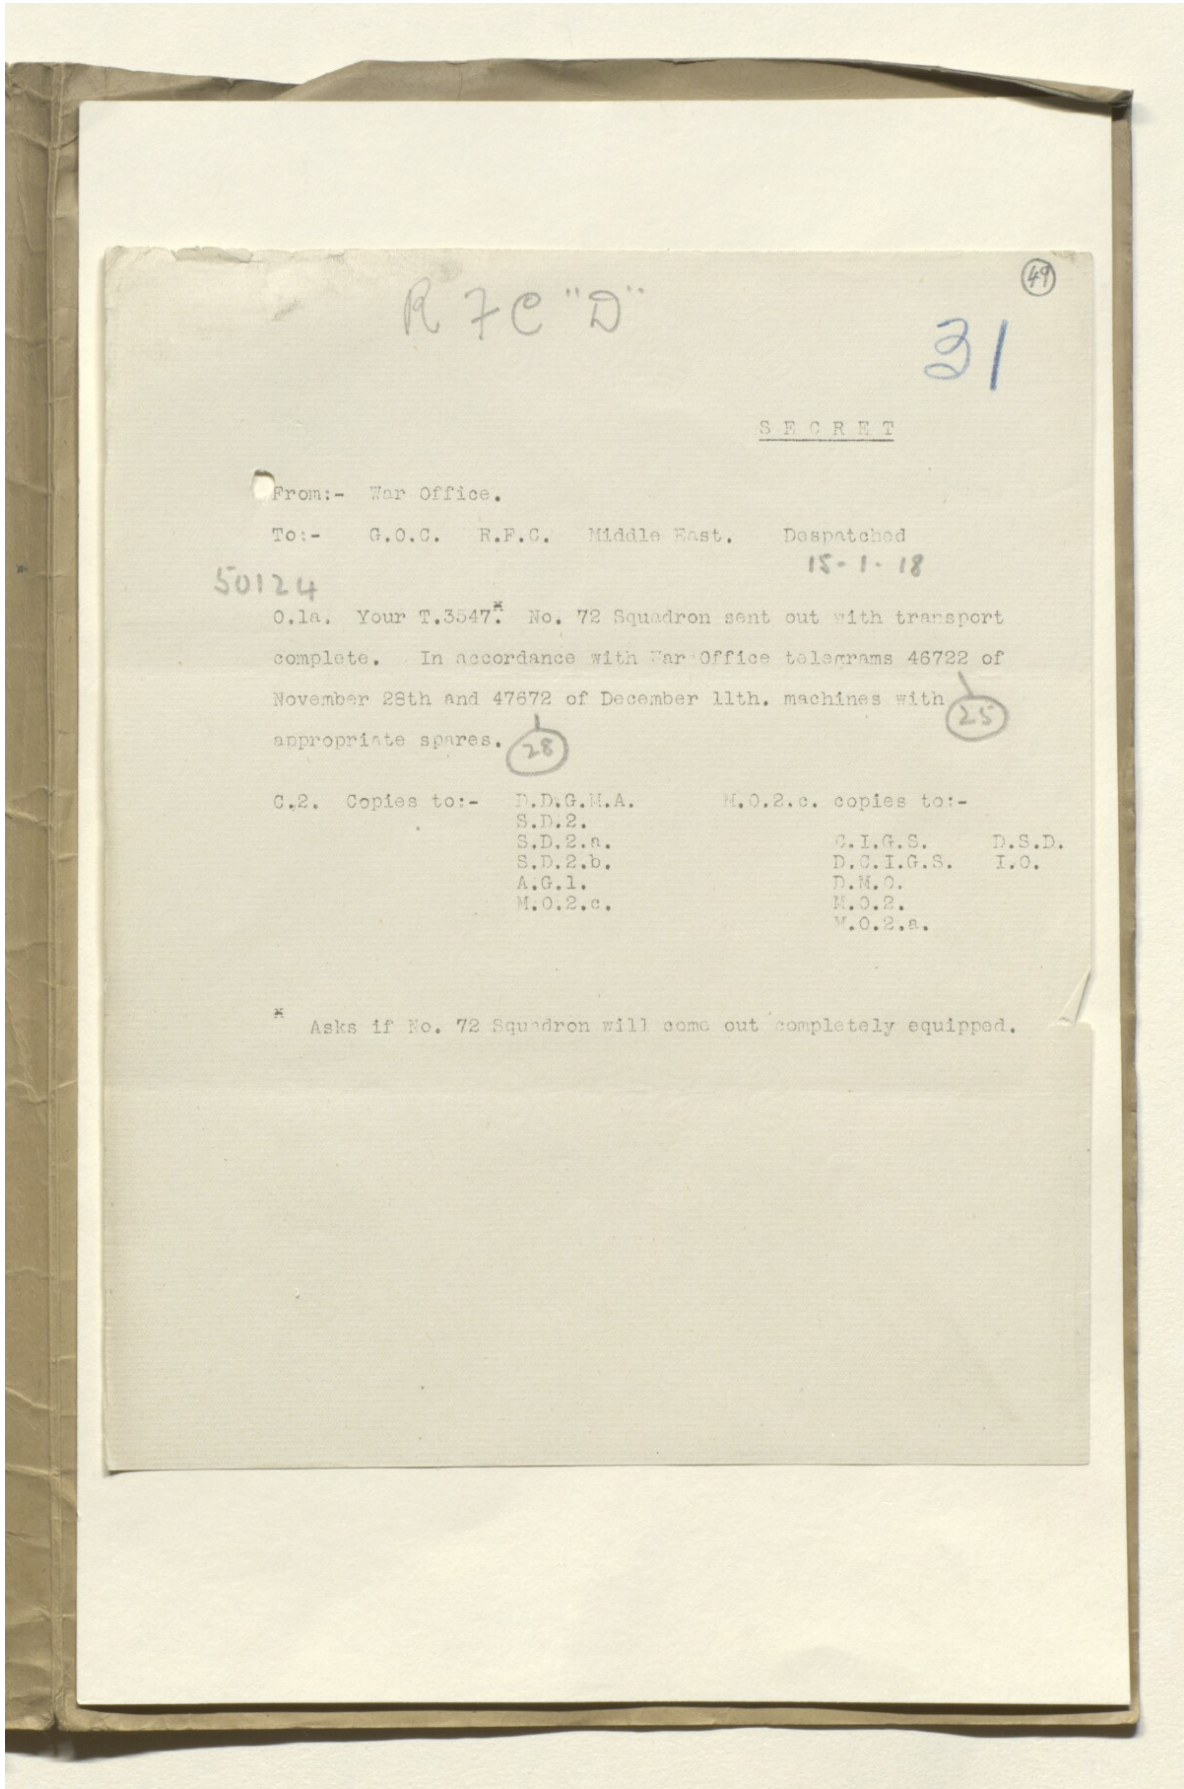 49
R F C "D"
31
S E C R E T
From:- War Office.
To:- G.O.C. R.F.C. Middle East. Despatched
15-1-18
50124
O.1a. Your T.3547.* No. 72 Squadron sent out with transport
complete. In accordance with War Office telegrams 46722 of
November 28th and 47672 of December 11th. machines with
25
appropriate spares.
28
C.2. Copies to:- D.D.G.M.A. M.O.2.c. copies to:-
S.D.2.
S.D.2.a. C.I.G.S. D.S.D.
S.D.2.b. D.C.I.G.S. I.O.
A.G.1. D.M.O.
M.O.2.c. M.O.2.
M.O.2.a.
* Asks if No. 72 Squadron will come out completely equipped.